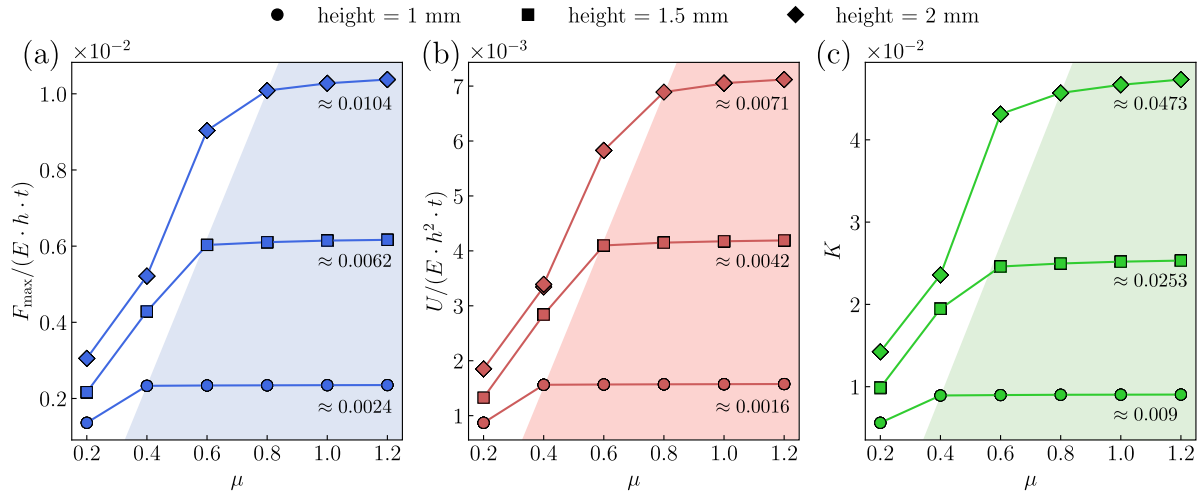 height = 1 mm height = 1.5 mm height = 2 mm
(a) ×10⁻²
1.0
0.8
0.6
0.4
0.2
F_max/(E · h · t)
≈ 0.0104
≈ 0.0062
≈ 0.0024
0.2 0.4 0.6 0.8 1.0 1.2
μ
(b) ×10⁻³
7
6
5
4
3
2
1
U/(E · h² · t)
≈ 0.0071
≈ 0.0042
≈ 0.0016
0.2 0.4 0.6 0.8 1.0 1.2
μ
(c) ×10⁻²
4
2
1
K
≈ 0.0473
≈ 0.0253
≈ 0.009
0.2 0.4 0.6 0.8 1.0 1.2
μ